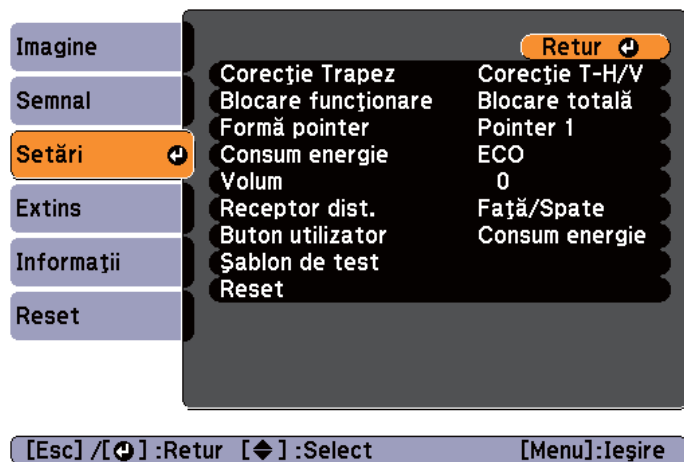 Imagine
Semnal
Setări
Extins
Informaţii
Reset
Retur
Corecţie Trapez Corecţie T-H/V
Blocare funcţionare Blocare totală
Formă pointer Pointer 1
Consum energie ECO
Volum 0
Receptor dist. Faţă/Spate
Buton utilizator Consum energie
Şablon de test
Reset
[Esc] /[⏎] :Retur [◆] :Select [Menu]:Ieşire